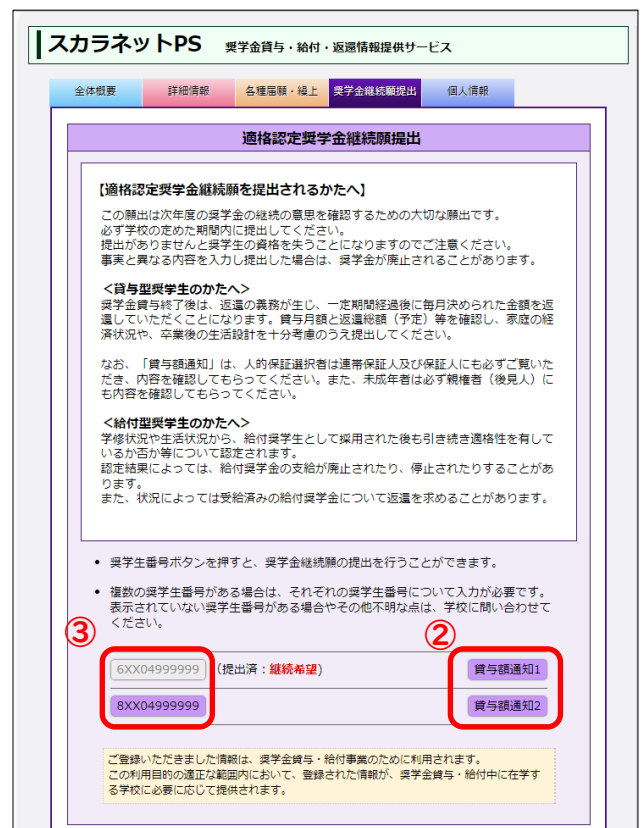 スカラネットPS 奨学金貸与・給付・返還情報提供サービス
全体概要 詳細情報 各種届願・繰上 奨学金継続願提出 個人情報
適格認定奨学金継続願提出
【適格認定奨学金継続願を提出されるかたへ】
この願出は次年度の奨学金の継続の意思を確認するための大切な願出です。
必ず学校の定めた期間内に提出してください。
提出がありませんと奨学生の資格を失うことになりますのでご注意ください。
事実と異なる内容を入力し提出した場合は、奨学金が廃止されることがあります。
＜貸与型奨学生のかたへ＞
奨学金貸与終了後は、返還の義務が生じ、一定期間経過後に毎月決められた金額を返
還していただくことになります。貸与月額と返還総額（予定）等を確認し、家庭の経
済状況や、卒業後の生活設計を十分考慮のうえ提出してください。
なお、「貸与額通知」は、人的保証選択者は連帯保証人及び保証人にも必ずご覧いた
だき、内容を確認してもらってください。また、未成年者は必ず親権者（後見人）に
も内容を確認してもらってください。
＜給付型奨学生のかたへ＞
学修状況や生活状況から、給付奨学生として採用された後も引き続き適格性を有して
いるか否か等について認定されます。
認定結果によっては、給付奨学金の支給が廃止されたり、停止されたりすることがあ
ります。
また、状況によっては受給済みの給付奨学金について返還を求めることがあります。
• 奨学生番号ボタンを押すと、奨学金継続願の提出を行うことができます。
• 複数の奨学生番号がある場合は、それぞれの奨学生番号について入力が必要です。
表示されていない奨学生番号がある場合やその他不明な点は、学校に問い合わせて
ください。
③ ②
6XX04999999 （提出済：継続希望） 貸与額通知1
8XX04999999 貸与額通知2
ご登録いただきました情報は、奨学金貸与・給付事業のために利用されます。
この利用目的の適正な範囲内において、登録された情報が、奨学金貸与・給付中に在学す
る学校に必要に応じて提供されます。